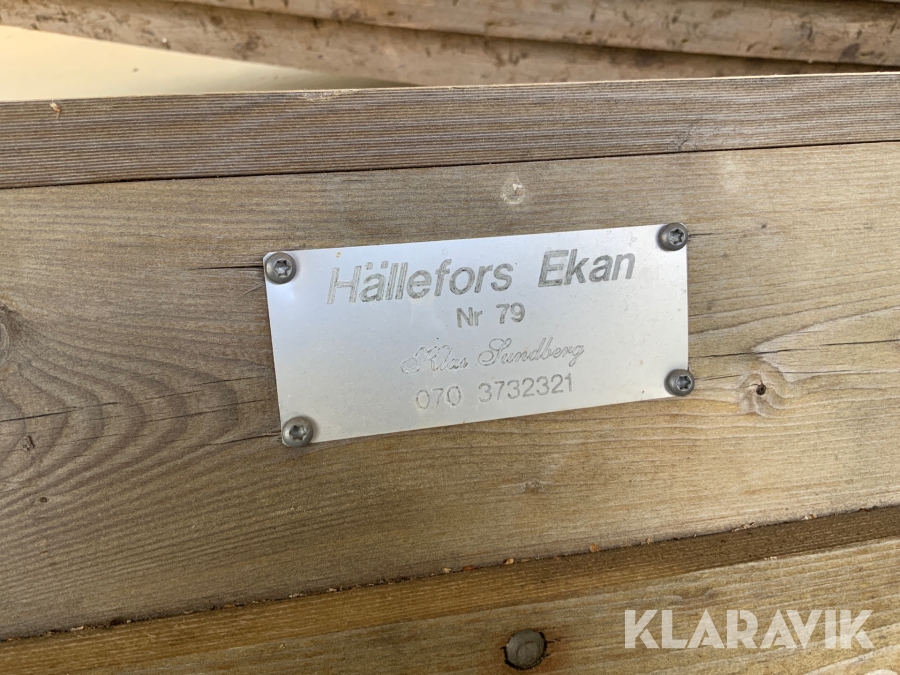 Hällefors Ekan
Nr 79
Klas Sundberg
070 3732321
KLARAVIK